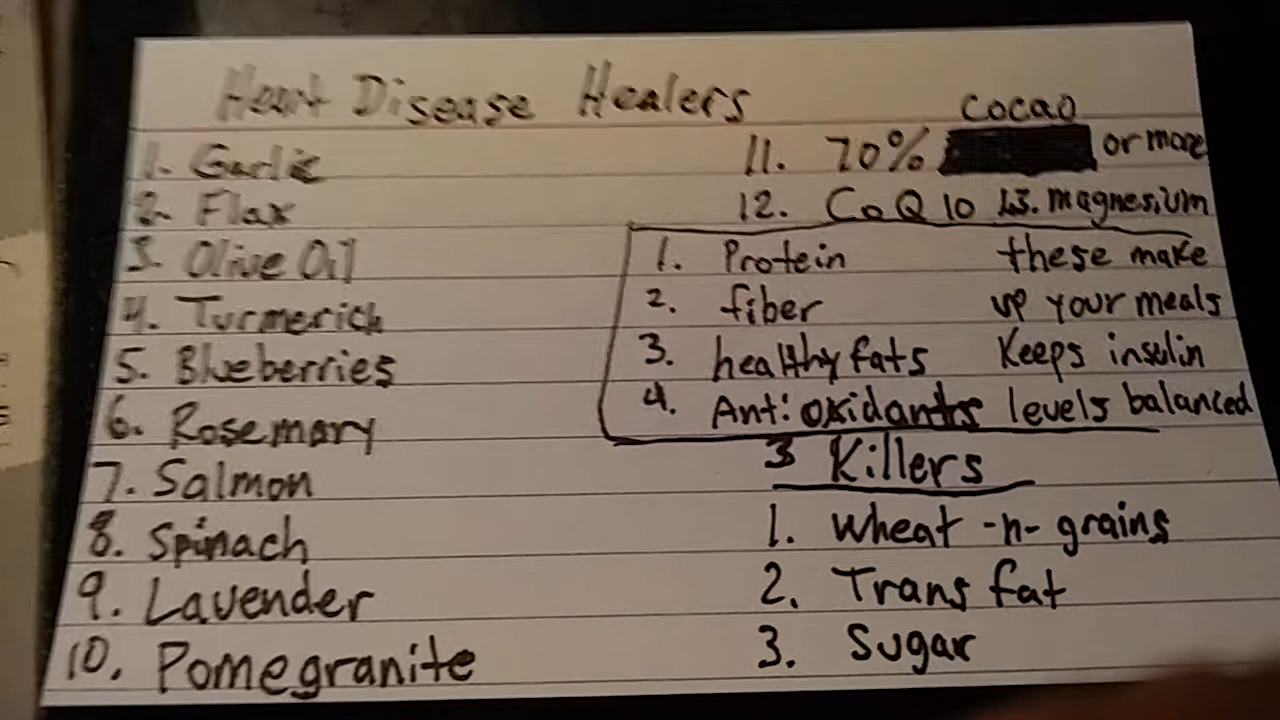 Heart Disease Healers
1. Garlic
2. Flax
3. Olive Oil
4. Turmerich
5. Blueberries
6. Rosemary
7. Salmon
8. Spinach
9. Lavender
10. Pomegranite
cocao
11. 70% or more
12. CoQ10 13. magnesium
1. Protein these make
2. fiber up your meals
3. healthy fats Keeps insulin
4. Antioxidants levels balanced
3 Killers
1. Wheat -n- grains
2. Trans fat
3. Sugar